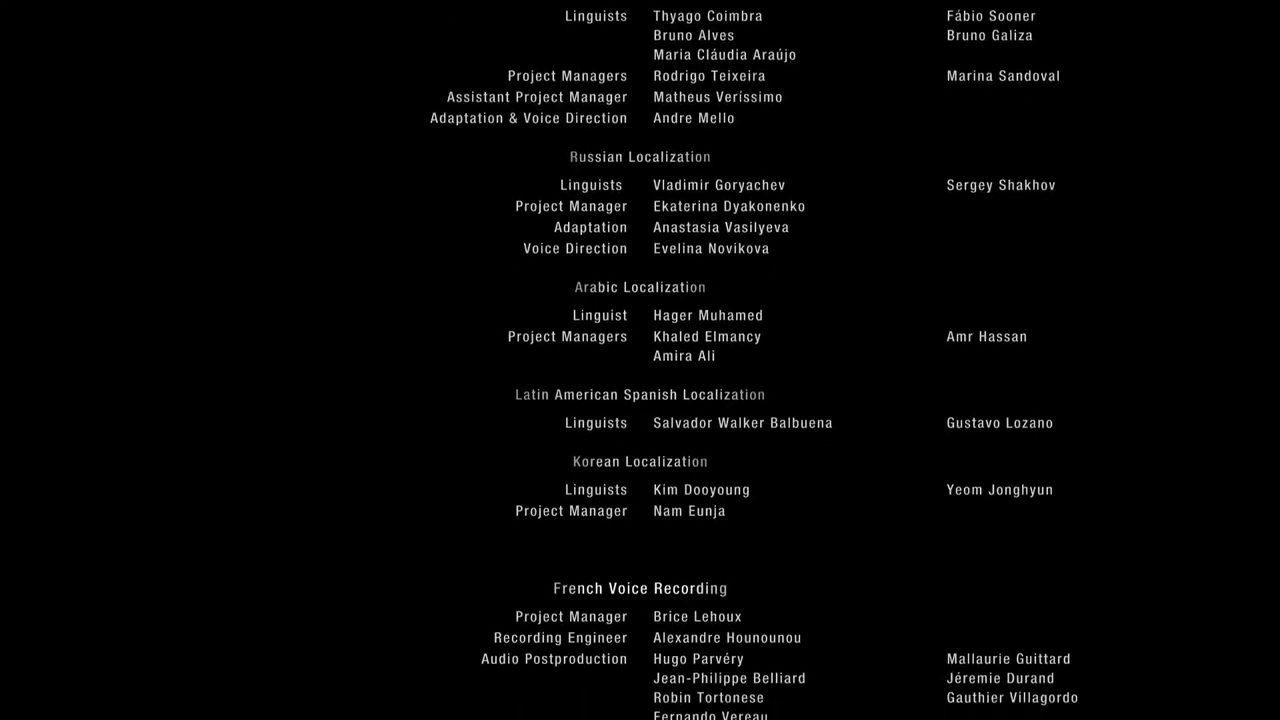 Linguists Thyago Coimbra Fábio Sooner
Bruno Alves Bruno Galiza
Maria Cláudia Araújo
Project Managers Rodrigo Teixeira Marina Sandoval
Assistant Project Manager Matheus Veríssimo
Adaptation & Voice Direction Andre Mello
Russian Localization
Linguists Vladimir Goryachev Sergey Shakhov
Project Manager Ekaterina Dyakonenko
Adaptation Anastasia Vasilyeva
Voice Direction Evelina Novikova
Arabic Localization
Linguist Hager Muhamed
Project Managers Khaled Elmancy Amr Hassan
Amira Ali
Latin American Spanish Localization
Linguists Salvador Walker Balbuena Gustavo Lozano
Korean Localization
Linguists Kim Dooyoung Yeom Jonghyun
Project Manager Nam Eunja
French Voice Recording
Project Manager Brice Lehoux
Recording Engineer Alexandre Hounounou
Audio Postproduction Hugo Parvéry Mallaurie Guittard
Jean-Philippe Belliard Jéremie Durand
Robin Tortonese Gauthier Villagordo
Fernando Vereau